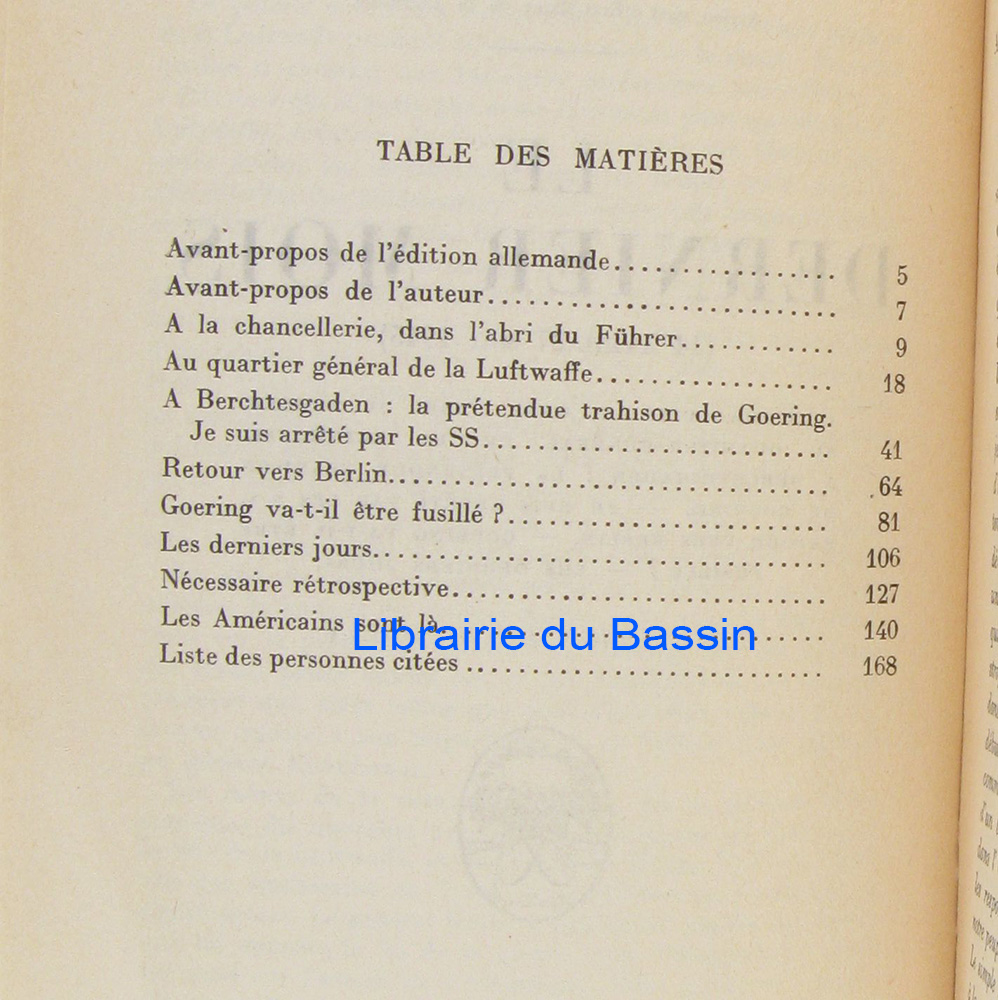 TABLE DES MATIÈRES
Avant-propos de l'édition allemande................. 5
Avant-propos de l'auteur........................... 7
A la chancellerie, dans l'abri du Führer............ 9
Au quartier général de la Luftwaffe.................. 18
A Berchtesgaden : la prétendue trahison de Goering.
Je suis arrêté par les SS.......................... 41
Retour vers Berlin.................................. 64
Goering va-t-il être fusillé ?........................ 81
Les derniers jours................................... 106
Nécessaire rétrospective............................. 127
Les Américains sont là.............................. 140
Librairie du Bassin
Liste des personnes citées ........................... 168